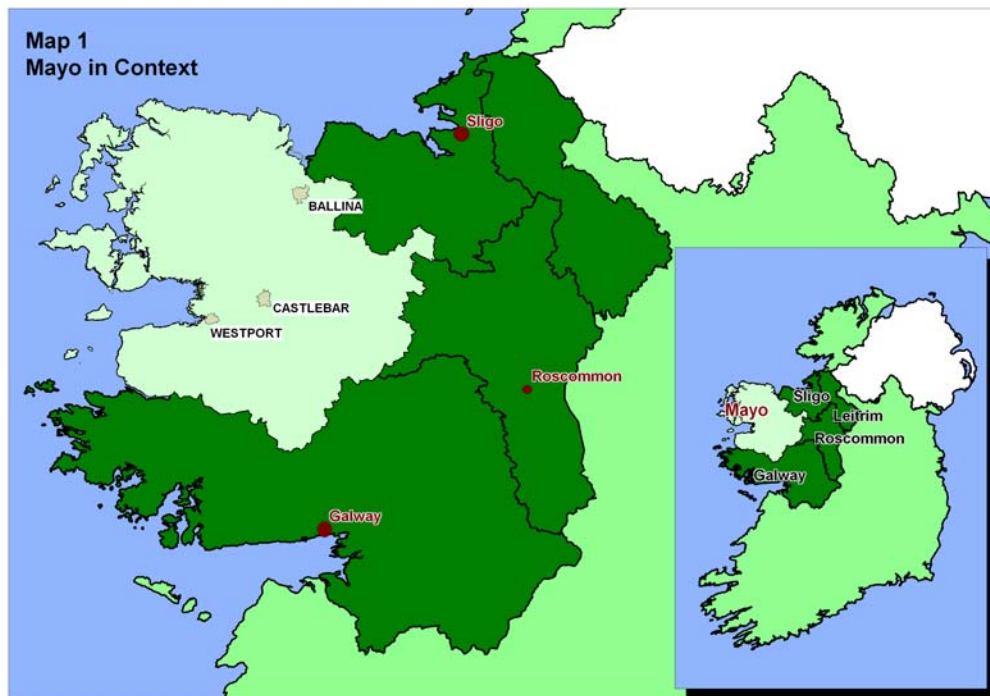 Map 1
Mayo in Context
Sligo
BALLINA
CASTLEBAR
WESTPORT
Roscommon
Galway
Sligo
Mayo
Leitrim
Roscommon
Galway